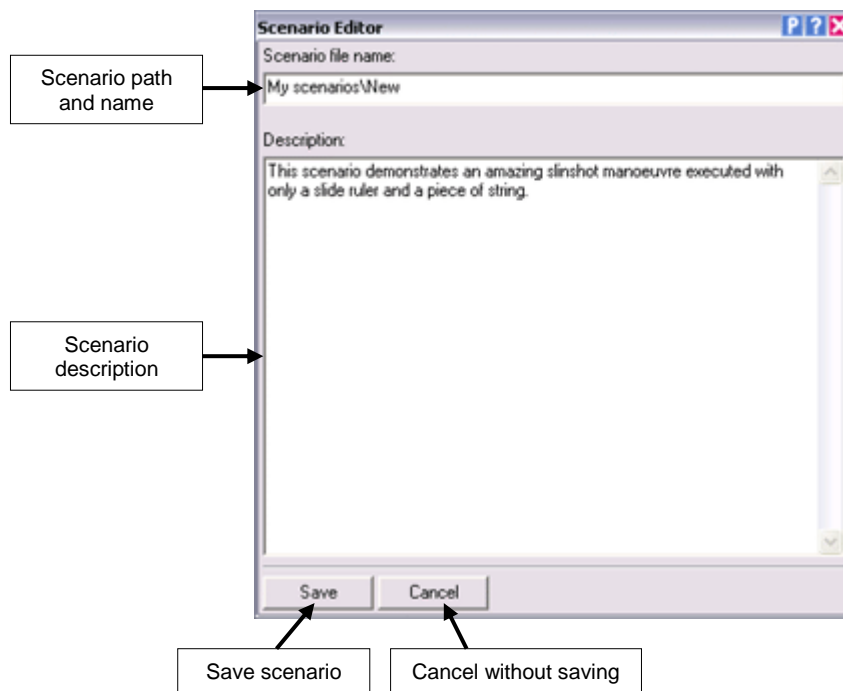 Scenario Editor
P ?
Scenario file name:
Scenario path
and name
My scenarios\New
Description:
This scenario demonstrates an amazing slinshot manoeuvre executed with
only a slide ruler and a piece of string.
Scenario
description
Save
Cancel
Save scenario
Cancel without saving